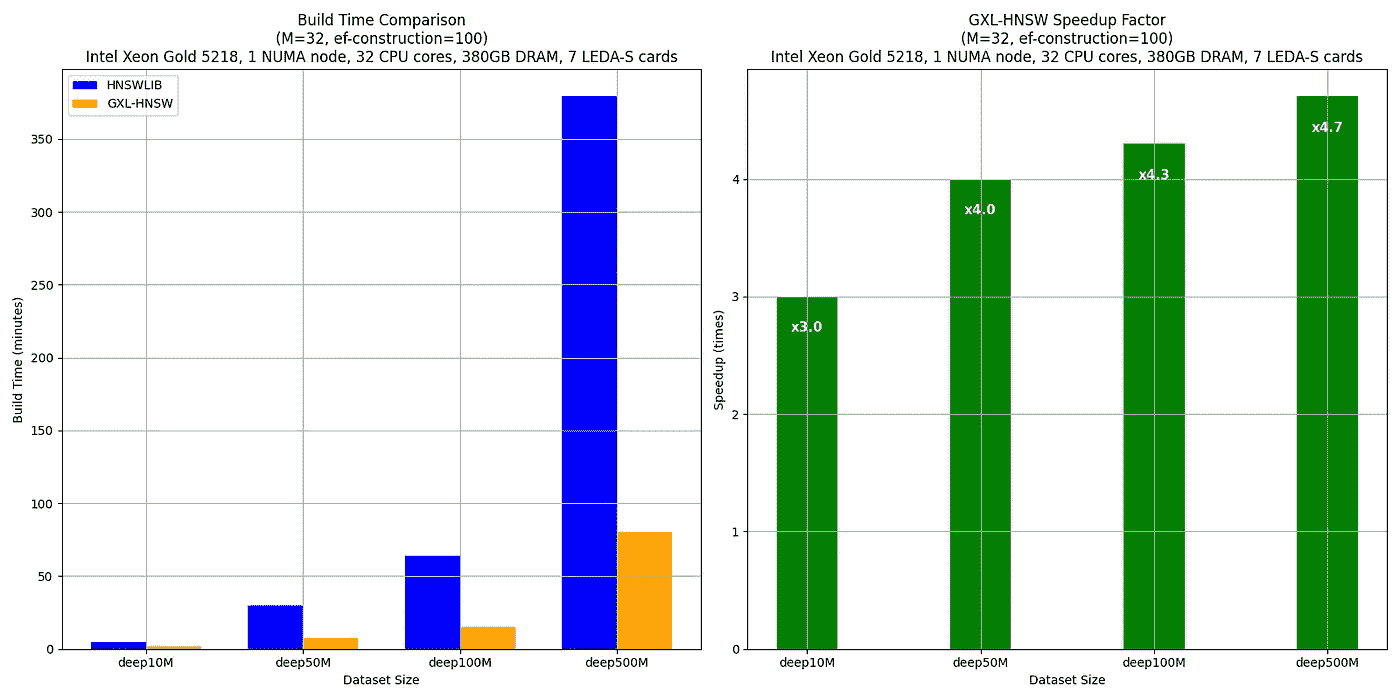 Build Time Comparison
(M=32, ef-construction=100)
Intel Xeon Gold 5218, 1 NUMA node, 32 CPU cores, 380GB DRAM, 7 LEDA-S cards
HNSWLIB
GXL-HNSW
350
300
250
200
150
100
50
0
Build Time (minutes)
deep10M
deep50M
deep100M
deep500M
Dataset Size
GXL-HNSW Speedup Factor
(M=32, ef-construction=100)
Intel Xeon Gold 5218, 1 NUMA node, 32 CPU cores, 380GB DRAM, 7 LEDA-S cards
x3.0
x4.0
x4.3
x4.7
4
3
2
1
0
Speedup (times)
deep10M
deep50M
deep100M
deep500M
Dataset Size